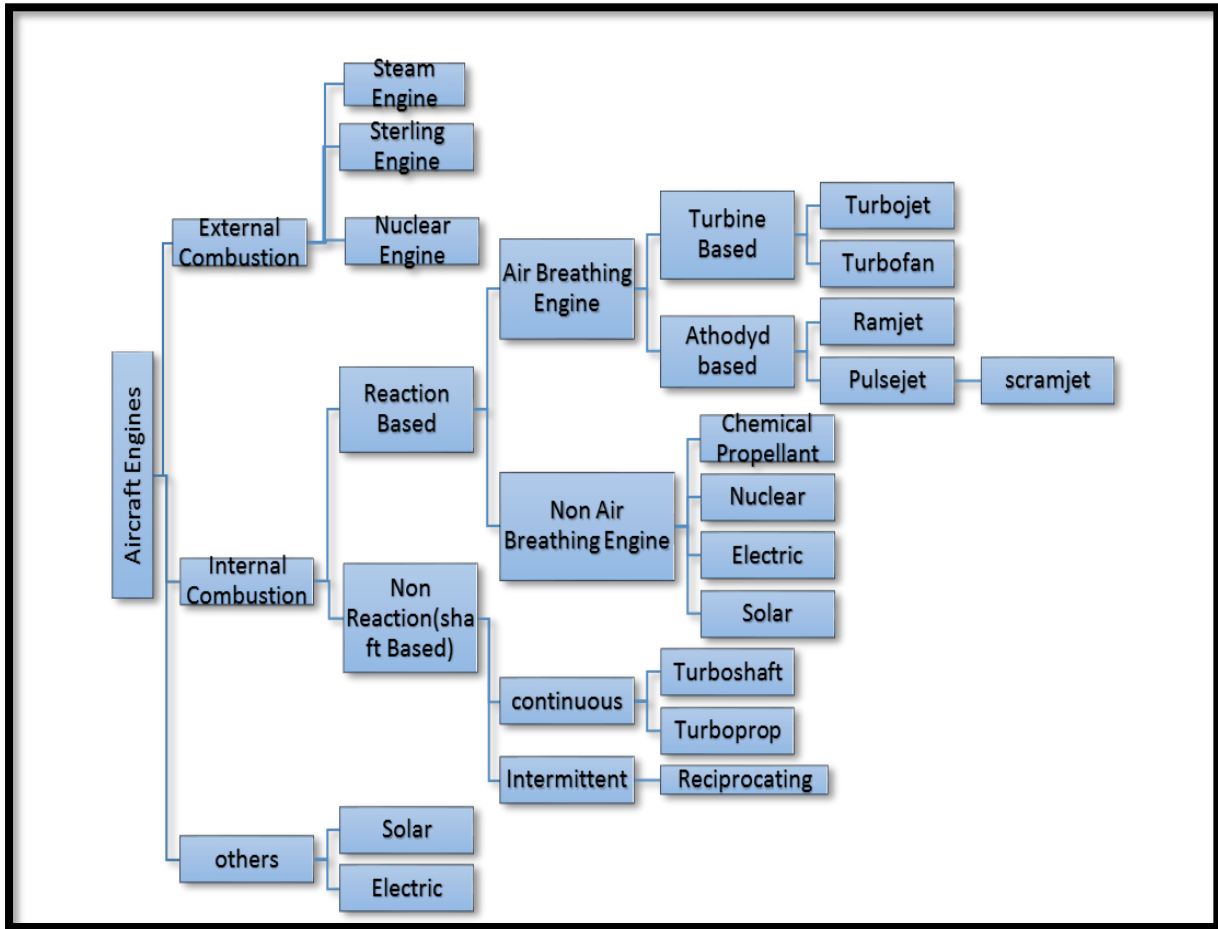 Steam
Engine
Sterling
Engine
External
Combustion
Nuclear
Engine
Turbine
Based
Turbojet
Turbofan
Air Breathing
Engine
Athodyd
based
Ramjet
Pulsejet
scramjet
Aircraft Engines
Reaction
Based
Chemical
Propellant
Nuclear
Non Air
Breathing Engine
Electric
Solar
Internal
Combustion
Non
Reaction(sha
ft Based)
continuous
Turboshaft
Turboprop
Intermittent
Reciprocating
others
Solar
Electric